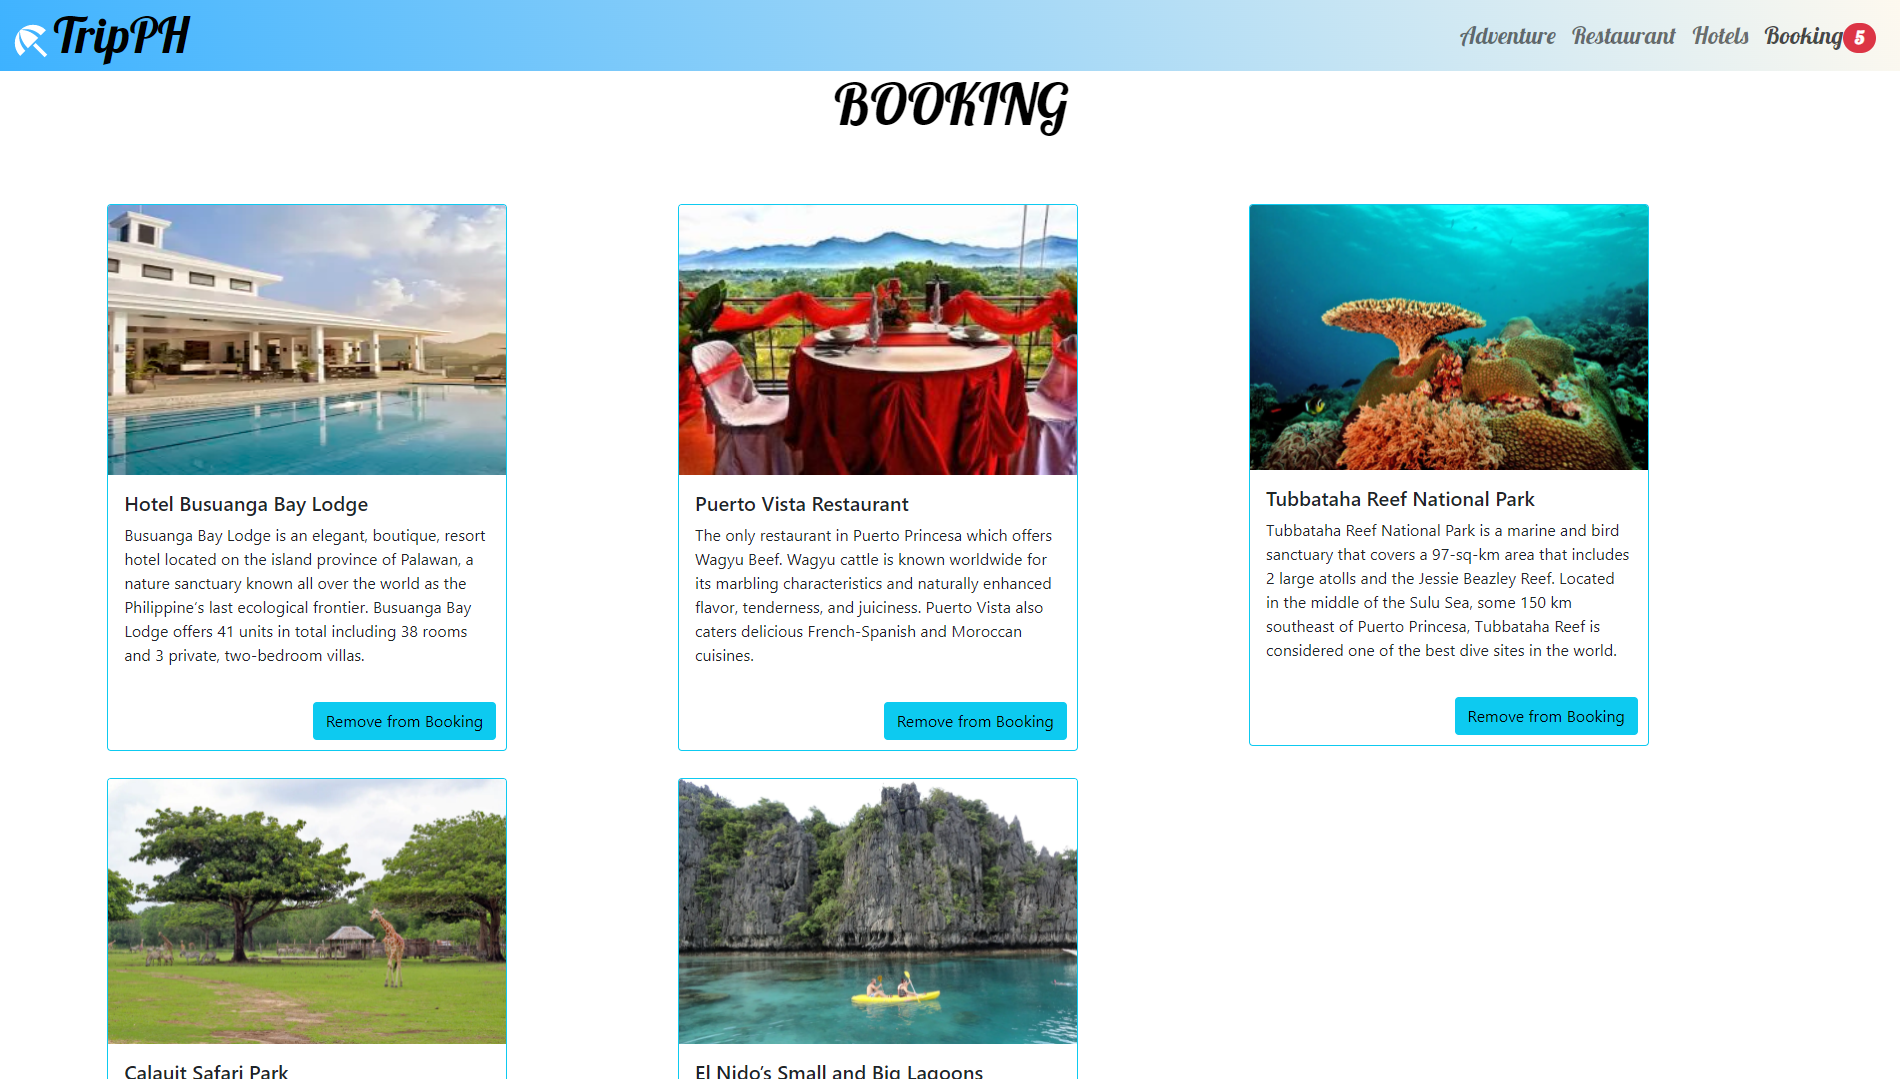 TripPH
Adventure Restaurant Hotels Booking 5
BOOKING
Hotel Busuanga Bay Lodge
Busuanga Bay Lodge is an elegant, boutique, resort
hotel located on the island province of Palawan, a
nature sanctuary known all over the world as the
Philippine's last ecological frontier. Busuanga Bay
Lodge offers 41 units in total including 38 rooms
and 3 private, two-bedroom villas.
Remove from Booking
Puerto Vista Restaurant
The only restaurant in Puerto Princesa which offers
Wagyu Beef. Wagyu cattle is known worldwide for
its marbling characteristics and naturally enhanced
flavor, tenderness, and juiciness. Puerto Vista also
caters delicious French-Spanish and Moroccan
cuisines.
Remove from Booking
Tubbataha Reef National Park
Tubbataha Reef National Park is a marine and bird
sanctuary that covers a 97-sq-km area that includes
2 large atolls and the Jessie Beazley Reef. Located
in the middle of the Sulu Sea, some 150 km
southeast of Puerto Princesa, Tubbataha Reef is
considered one of the best dive sites in the world.
Remove from Booking
Calauit Safari Park
El Nido's Small and Big Lagoons